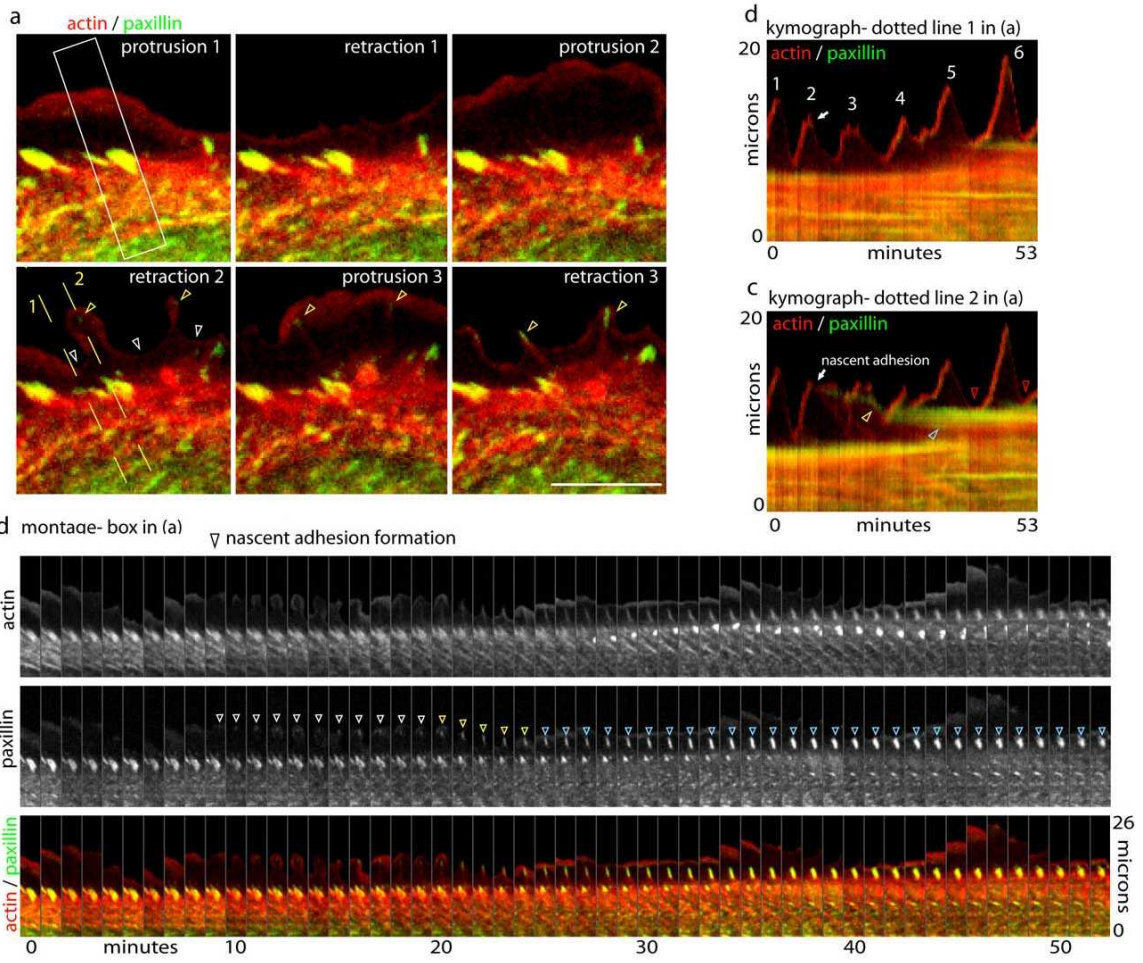 a
actin / paxillin
protrusion 1
retraction 1
protrusion 2
retraction 2
protrusion 3
retraction 3
1
2
d
kymograph- dotted line 1 in (a)
20
actin / paxillin
1
2
3
4
5
6
microns
0
0
minutes
53
c
kymograph- dotted line 2 in (a)
20
actin / paxillin
nascent adhesion
microns
0
0
minutes
53
d
montage- box in (a)
nascent adhesion formation
actin
paxillin
actin / paxillin
26
microns
0
0
minutes
10
20
30
40
50